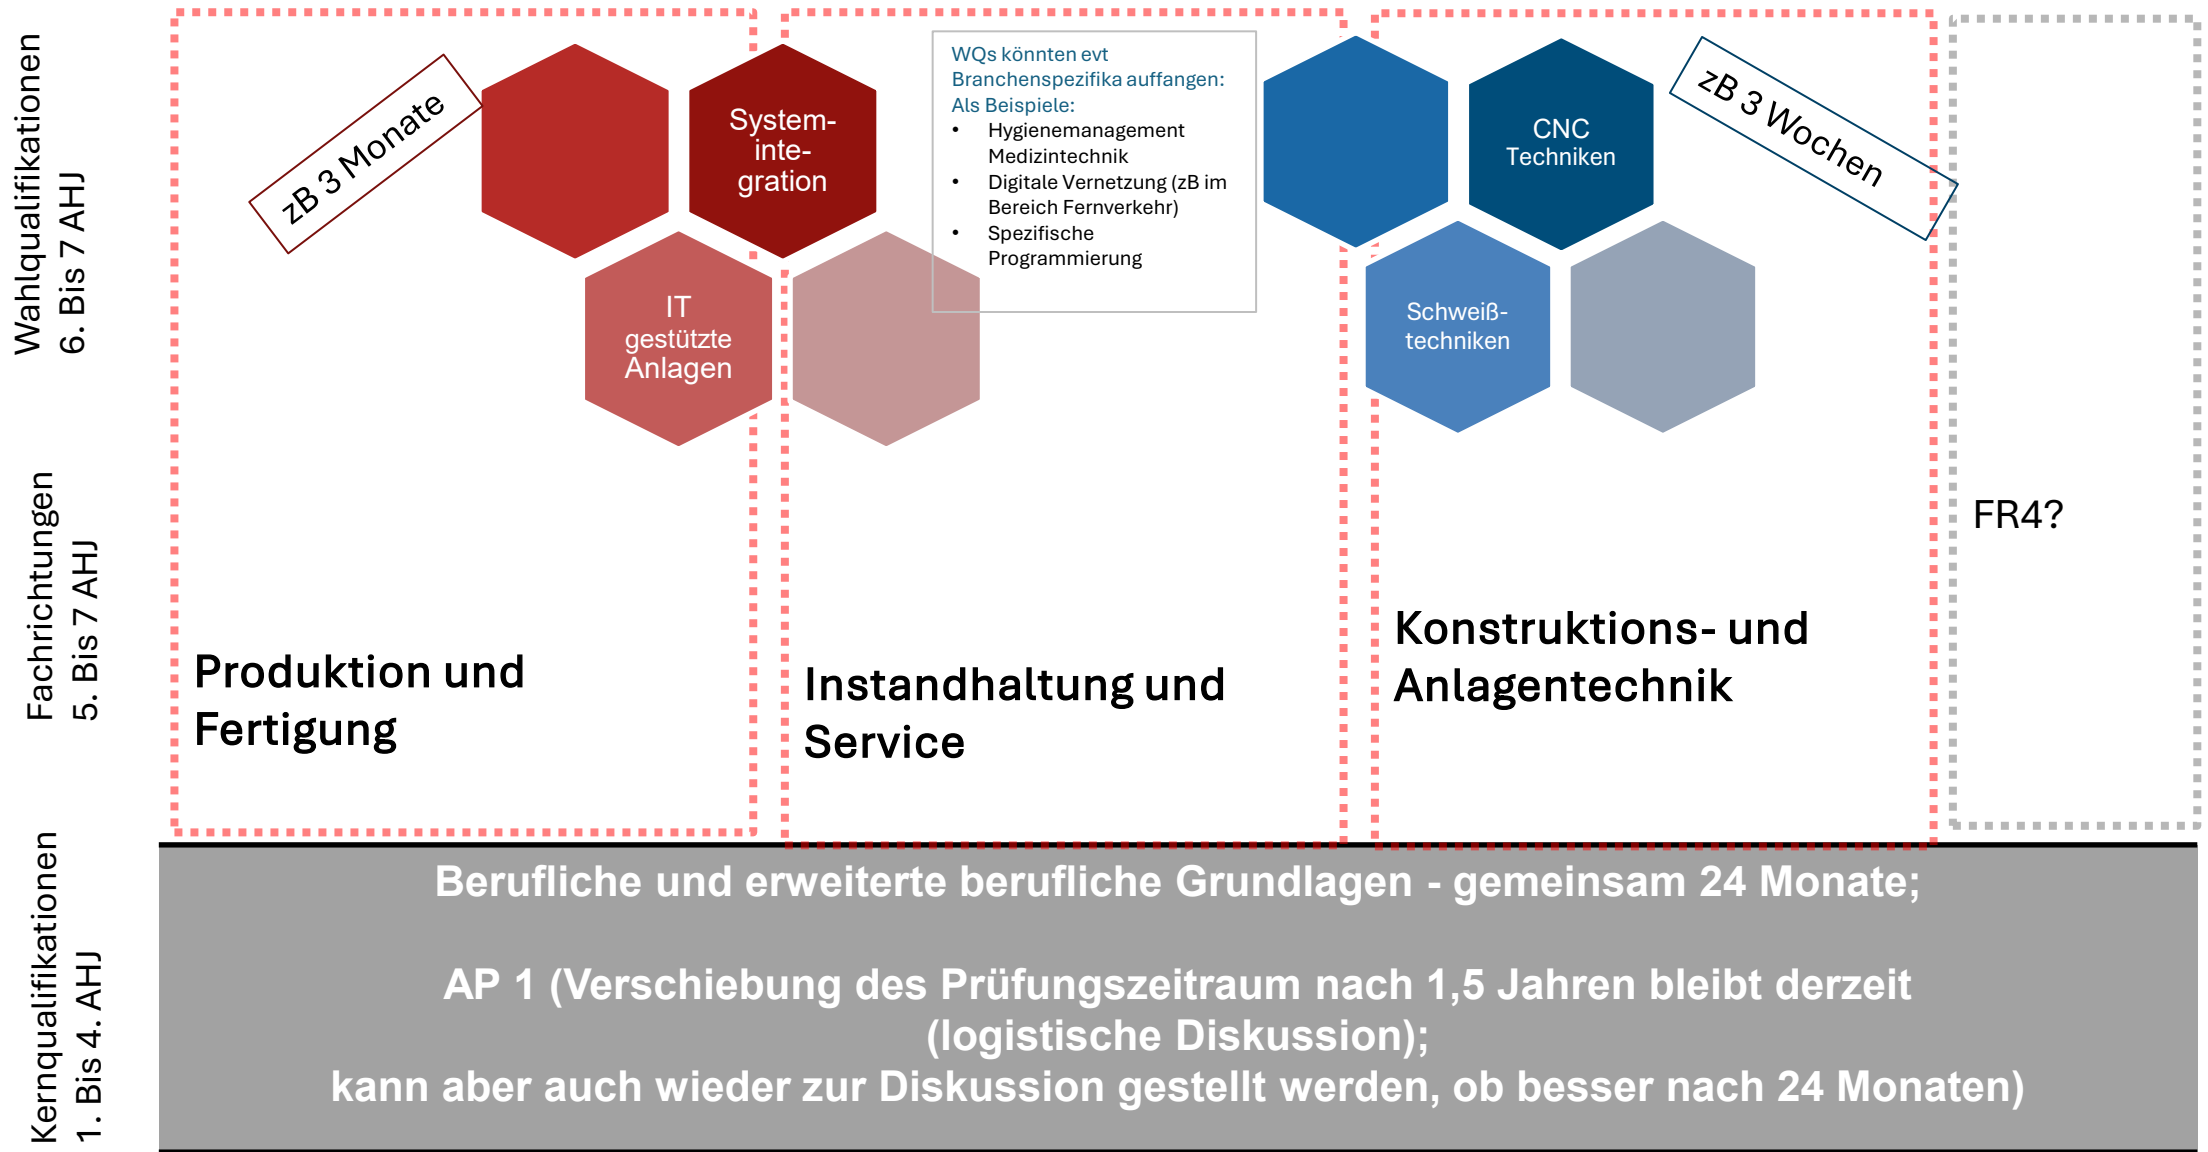 Wahlqualifikationen
6. Bis 7 AHJ
zB 3 Monate
System-
inte-
gration
IT
gestützte
Anlagen
WQs könnten evt
Branchenspezifika auffangen:
Als Beispiele:
• Hygienemanagement
Medizintechnik
• Digitale Vernetzung (zB im
Bereich Fernverkehr)
• Spezifische
Programmierung
CNC
Techniken
Schweiß-
techniken
zB 3 Wochen
Fachrichtungen
5. Bis 7 AHJ
Produktion und
Fertigung
Instandhaltung und
Service
Konstruktions- und
Anlagentechnik
FR4?
Kernqualifikationen
1. Bis 4. AHJ
Berufliche und erweiterte berufliche Grundlagen - gemeinsam 24 Monate;
AP 1 (Verschiebung des Prüfungszeitraum nach 1,5 Jahren bleibt derzeit
(logistische Diskussion);
kann aber auch wieder zur Diskussion gestellt werden, ob besser nach 24 Monaten)